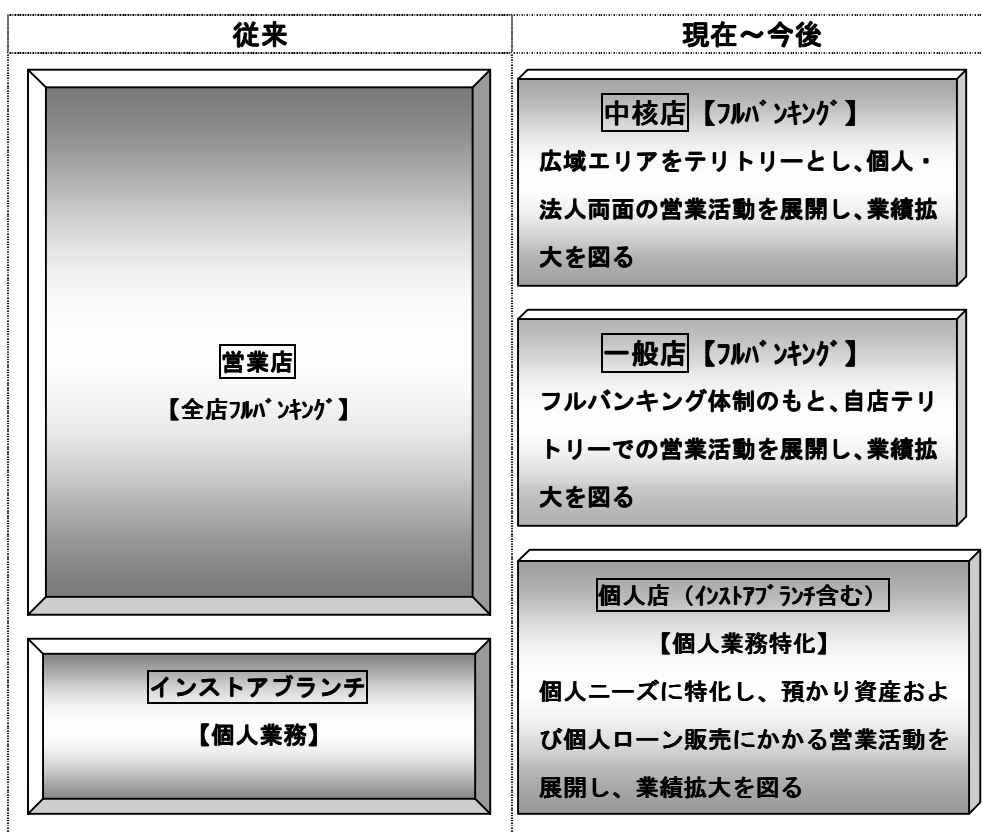 従来
営業店
【全店ﾌﾙﾊﾞﾝｷﾝｸﾞ】
インストアブランチ
【個人業務】
現在～今後
中核店【ﾌﾙﾊﾞﾝｷﾝｸﾞ】
広域エリアをテリトリーとし、個人・
法人両面の営業活動を展開し、業績拡
大を図る
一般店【ﾌﾙﾊﾞﾝｷﾝｸﾞ】
フルバンキング体制のもと、自店テリ
トリーでの営業活動を展開し、業績拡
大を図る
個人店（ｲﾝｽﾄｱﾌﾞﾗﾝﾁ含む）
【個人業務特化】
個人ニーズに特化し、預かり資産およ
び個人ローン販売にかかる営業活動を
展開し、業績拡大を図る